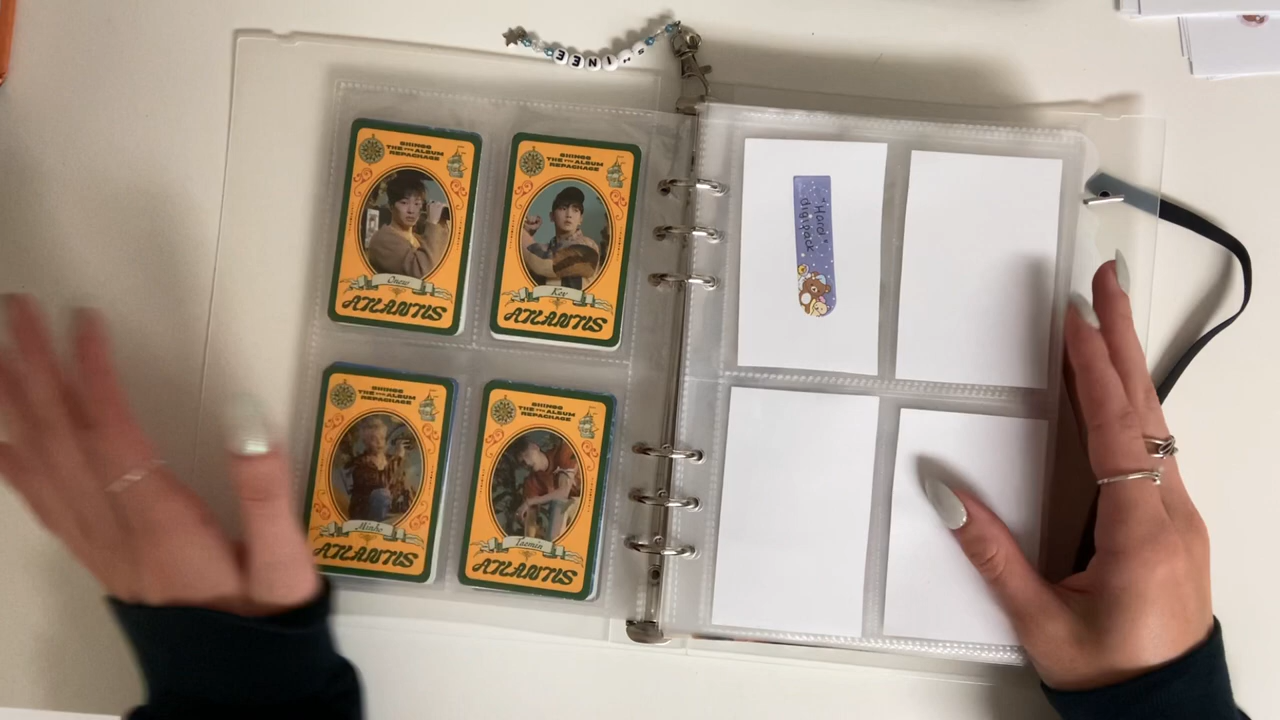 SHINEE
SHINee
THE 7TH ALBUM
REPACKAGE
Onew
ATLANTIS
SHINee
THE 7TH ALBUM
REPACKAGE
Key
ATLANTIS
SHINee
THE 7TH ALBUM
REPACKAGE
Minho
ATLANTIS
SHINee
THE 7TH ALBUM
REPACKAGE
Taemin
ATLANTIS
"Hard"
digipack